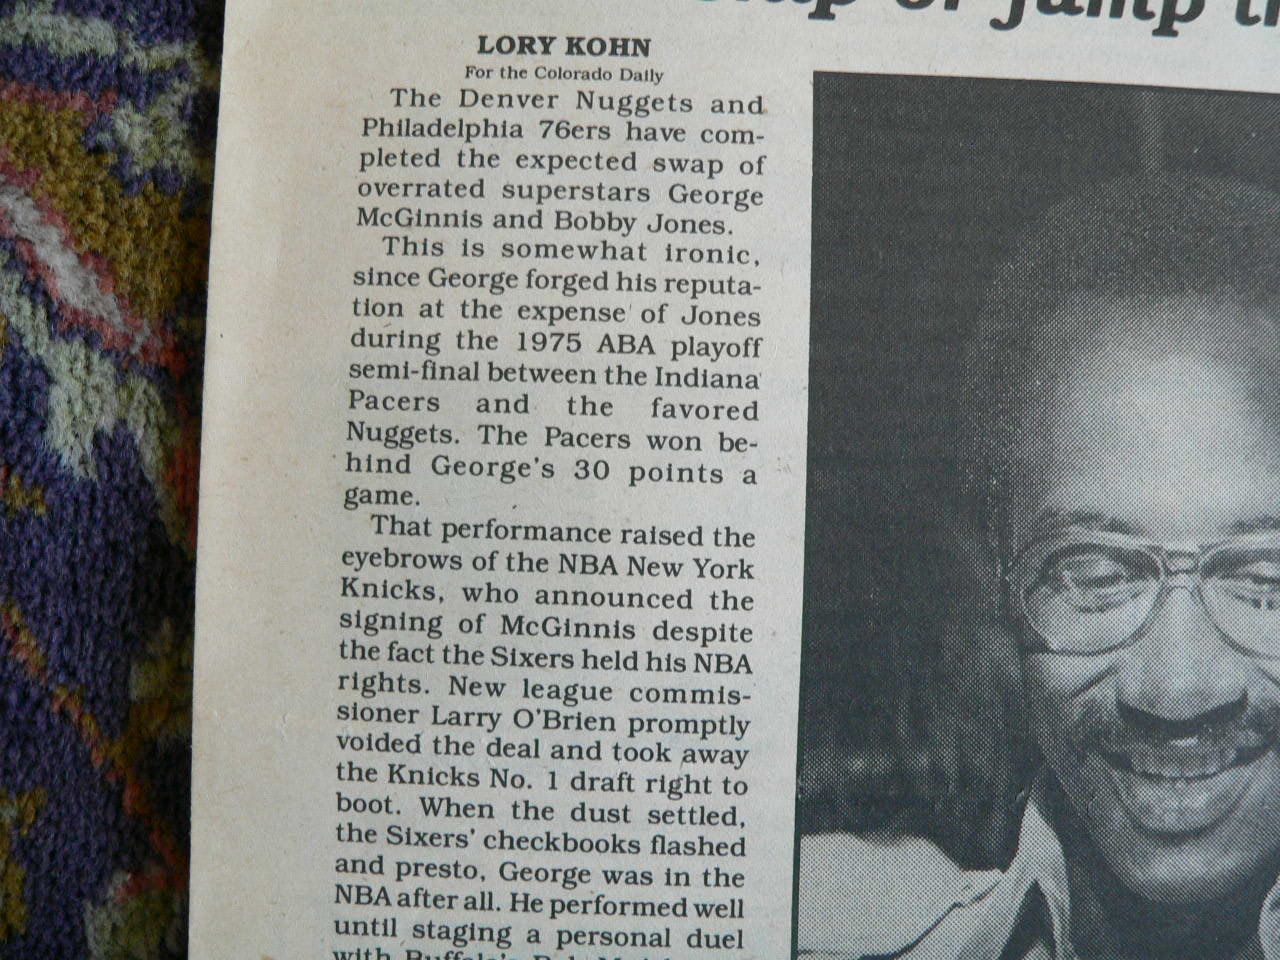 or jump
LORY KOHN
For the Colorado Daily
The Denver Nuggets and
Philadelphia 76ers have com-
pleted the expected swap of
overrated superstars George
McGinnis and Bobby Jones.
This is somewhat ironic,
since George forged his reputa-
tion at the expense of Jones
during the 1975 ABA playoff
semi-final between the Indiana
Pacers and the favored
Nuggets. The Pacers won be-
hind George's 30 points a
game.
That performance raised the
eyebrows of the NBA New York
Knicks, who announced the
signing of McGinnis despite
the fact the Sixers held his NBA
rights. New league commis-
sioner Larry O'Brien promptly
voided the deal and took away
the Knicks No. 1 draft right to
boot. When the dust settled,
the Sixers' checkbooks flashed
and presto, George was in the
NBA after all. He performed well
until staging a personal duel
with Buffalo's Bob